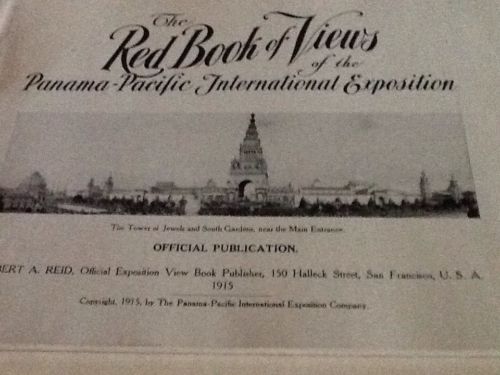 The
Red Book of Views
of the
Panama-Pacific International Exposition
The Tower of Jewels and South Gardens, near the Main Entrance.
OFFICIAL PUBLICATION.
BERT A. REID, Official Exposition View Book Publisher, 150 Halleck Street, San Francisco, U. S. A.
1915
Copyright, 1915, by The Panama-Pacific International Exposition Company.